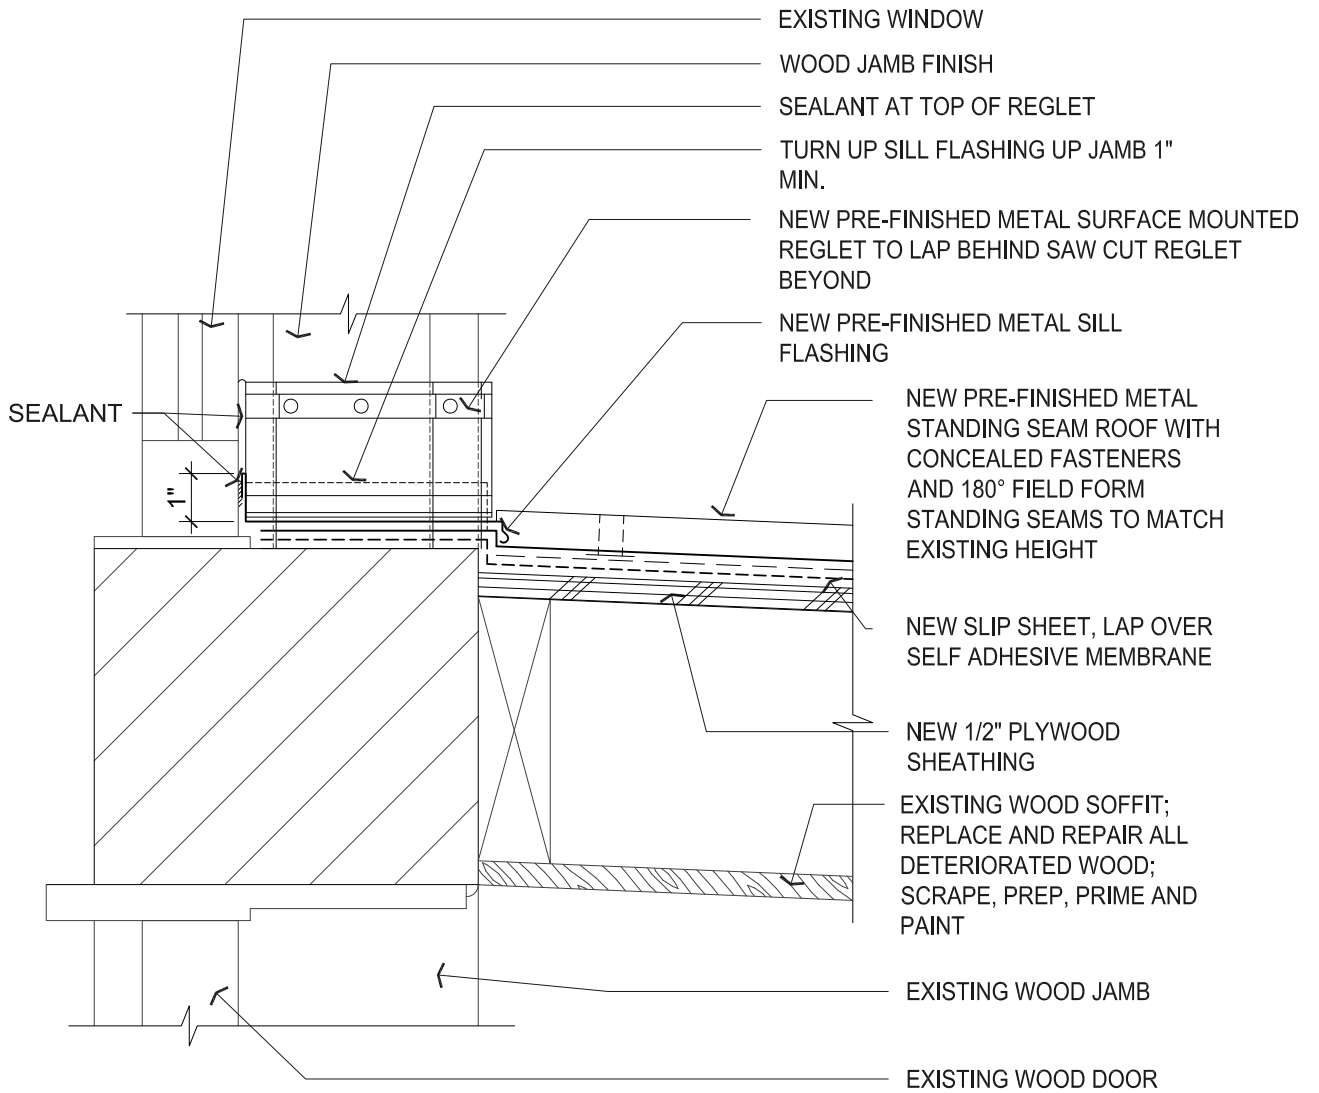 EXISTING WINDOW
WOOD JAMB FINISH
SEALANT AT TOP OF REGLET
TURN UP SILL FLASHING UP JAMB 1"
MIN.
NEW PRE-FINISHED METAL SURFACE MOUNTED
REGLET TO LAP BEHIND SAW CUT REGLET
BEYOND
NEW PRE-FINISHED METAL SILL
FLASHING
SEALANT
1"
NEW PRE-FINISHED METAL
STANDING SEAM ROOF WITH
CONCEALED FASTENERS
AND 180° FIELD FORM
STANDING SEAMS TO MATCH
EXISTING HEIGHT
NEW SLIP SHEET, LAP OVER
SELF ADHESIVE MEMBRANE
NEW 1/2" PLYWOOD
SHEATHING
EXISTING WOOD SOFFIT;
REPLACE AND REPAIR ALL
DETERIORATED WOOD;
SCRAPE, PREP, PRIME AND
PAINT
EXISTING WOOD JAMB
EXISTING WOOD DOOR